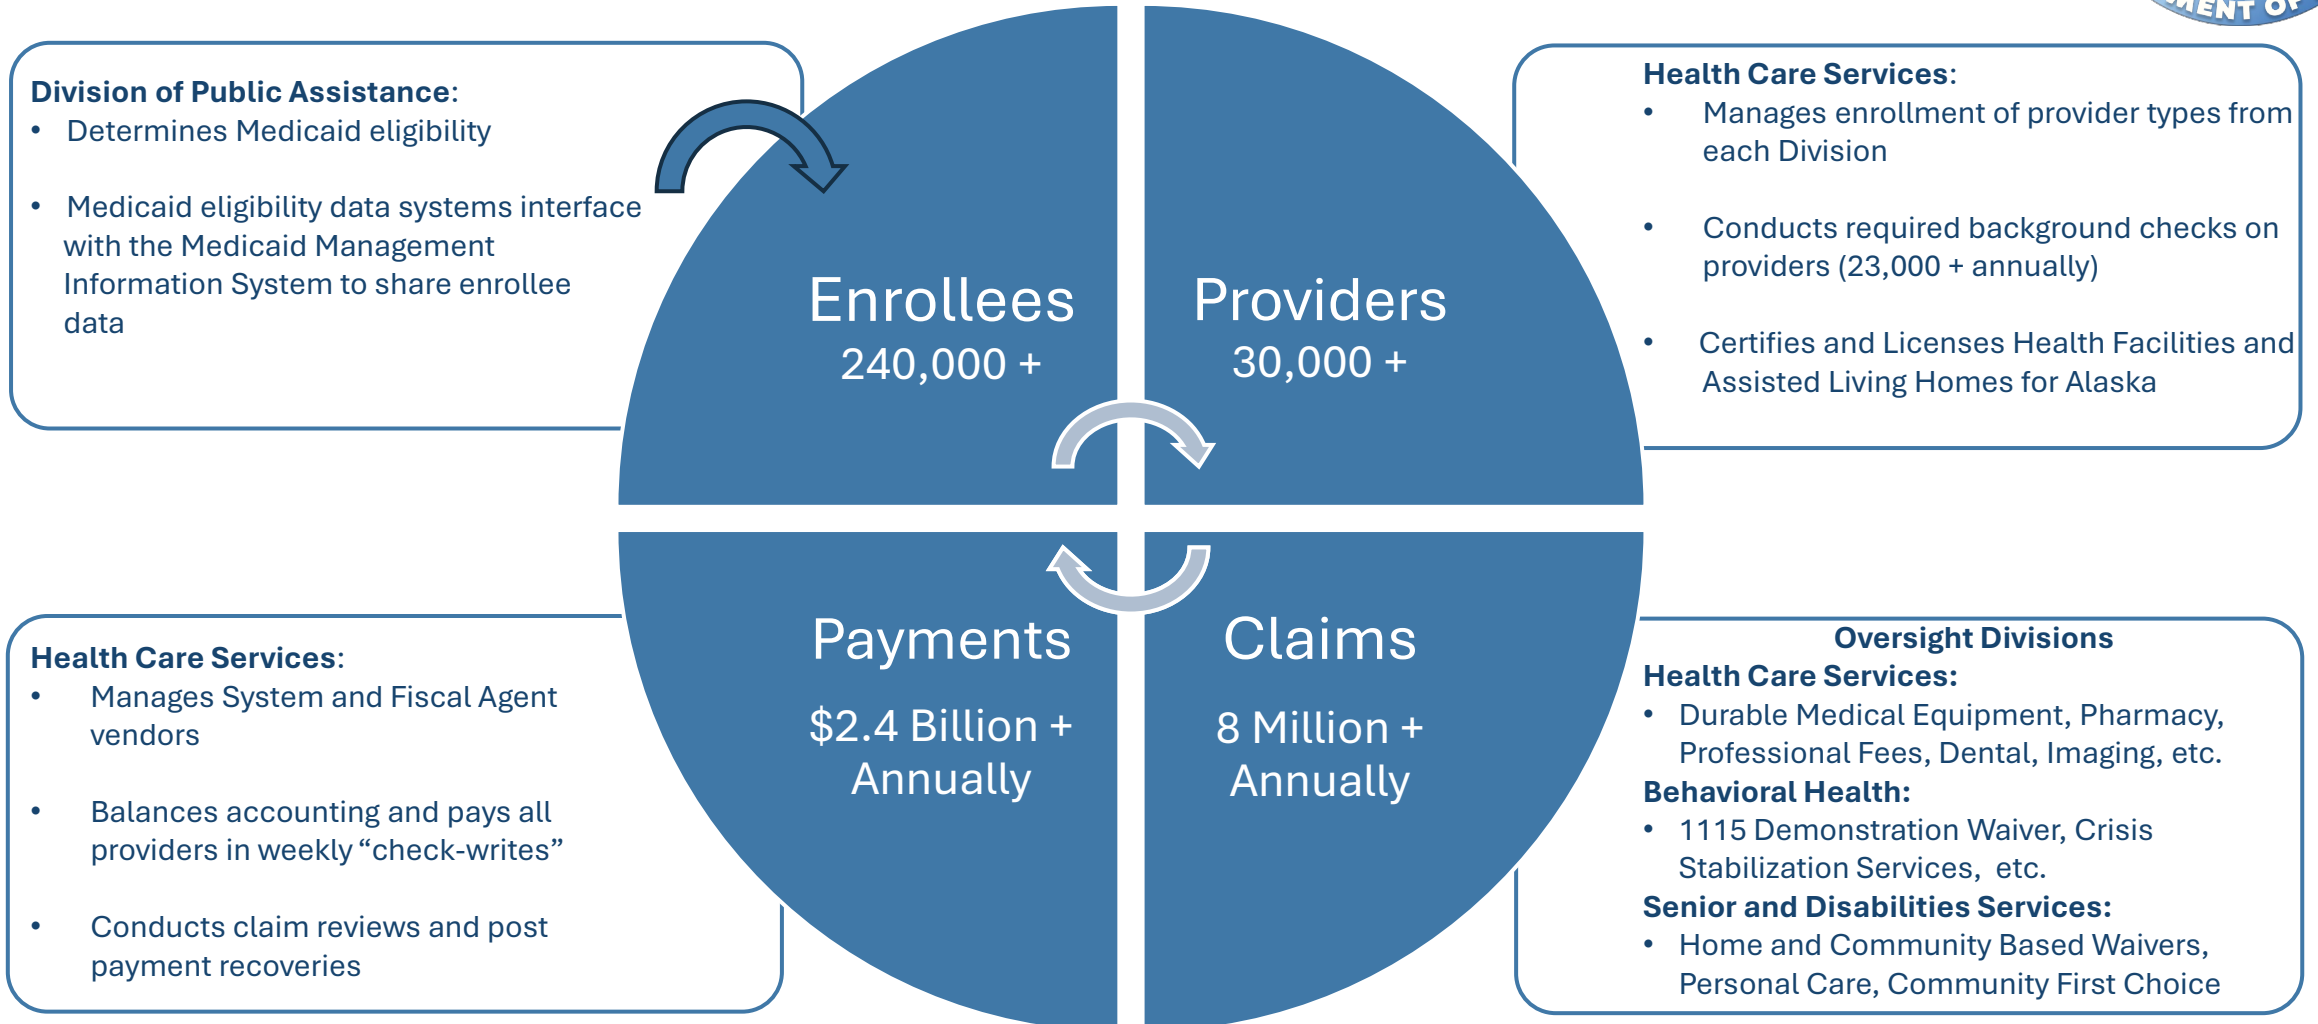 MENT OF
Division of Public Assistance:
• Determines Medicaid eligibility
• Medicaid eligibility data systems interface
with the Medicaid Management
Information System to share enrollee
data
Enrollees
240,000 +
Providers
30,000 +
Health Care Services:
• Manages enrollment of provider types from
each Division
• Conducts required background checks on
providers (23,000 + annually)
• Certifies and Licenses Health Facilities and
Assisted Living Homes for Alaska
Health Care Services:
• Manages System and Fiscal Agent
vendors
• Balances accounting and pays all
providers in weekly “check-writes”
• Conducts claim reviews and post
payment recoveries
Payments
$2.4 Billion +
Annually
Claims
8 Million +
Annually
Oversight Divisions
Health Care Services:
• Durable Medical Equipment, Pharmacy,
Professional Fees, Dental, Imaging, etc.
Behavioral Health:
• 1115 Demonstration Waiver, Crisis
Stabilization Services, etc.
Senior and Disabilities Services:
• Home and Community Based Waivers,
Personal Care, Community First Choice